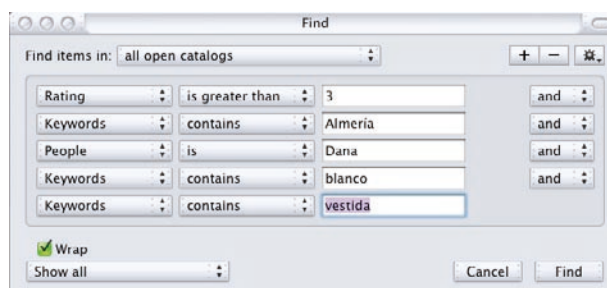 Find
Find items in: all open catalogs + −
Rating is greater than 3 and
Keywords contains Almería and
People is Dana and
Keywords contains blanco and
Keywords contains vestida
Wrap
Show all Cancel Find